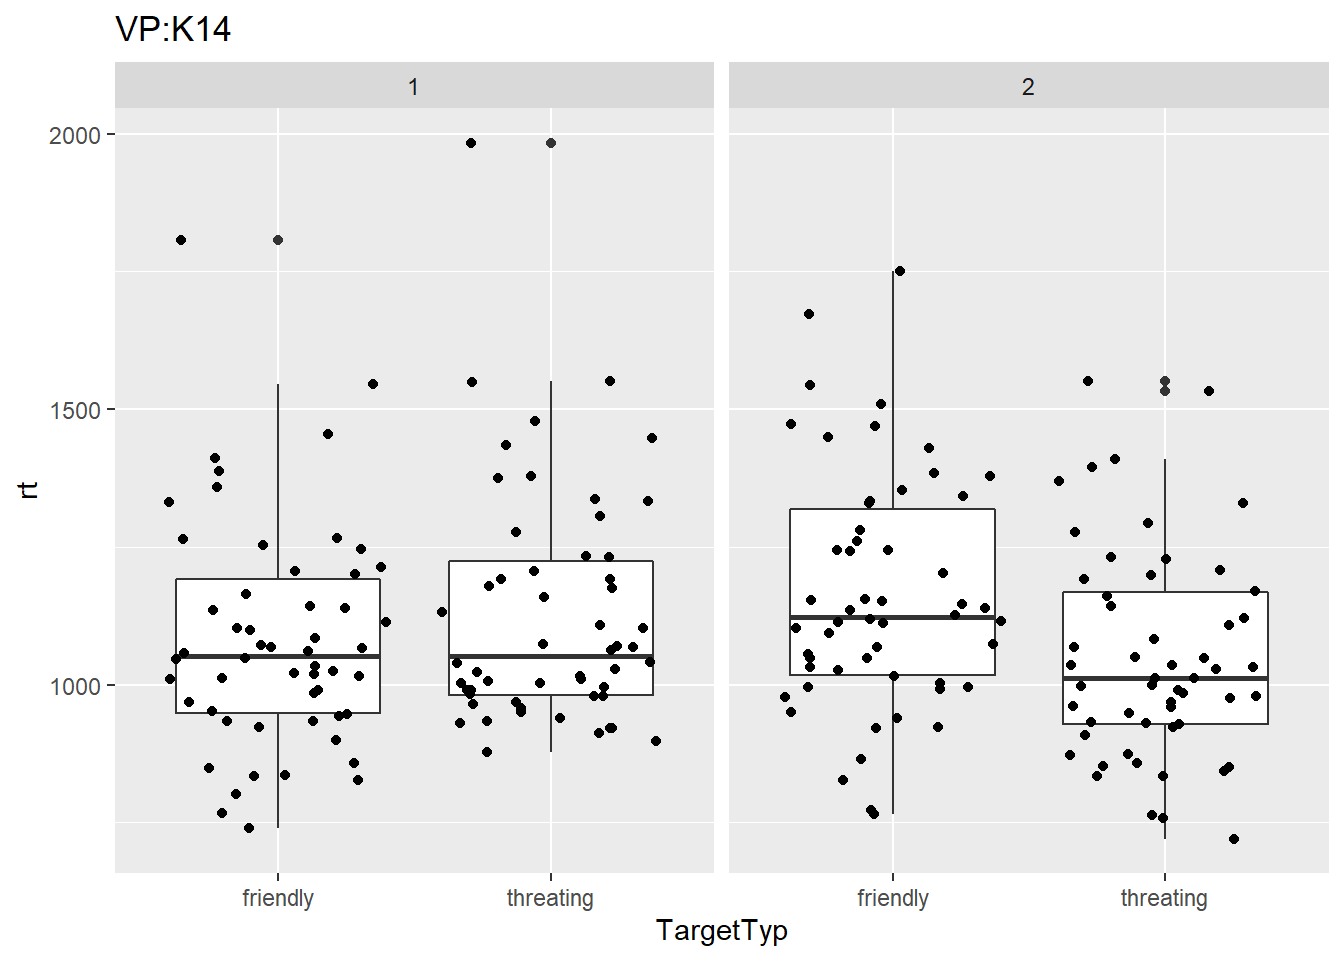 VP:K14
1
2
2000
1500
1000
rt
friendly
threating
friendly
threating
TargetTyp